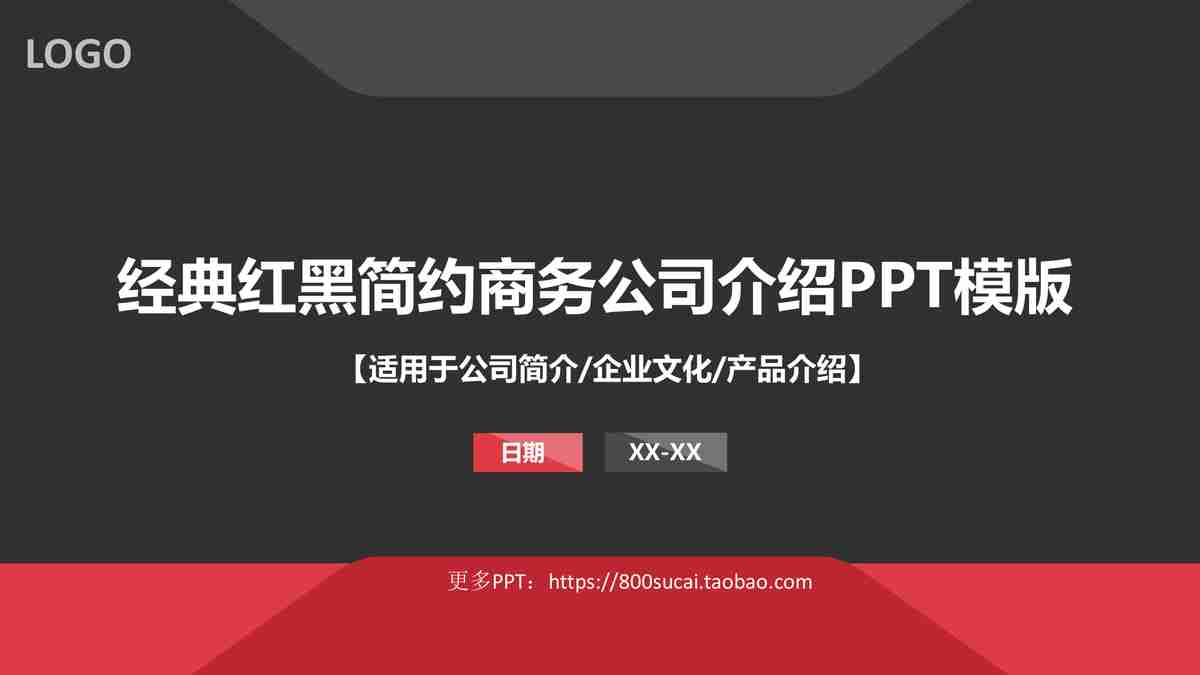 LOGO
经典红黑简约商务公司介绍PPT模版
【适用于公司简介/企业文化/产品介绍】
日期 XX-XX
更多PPT：https://800sucai.taobao.com